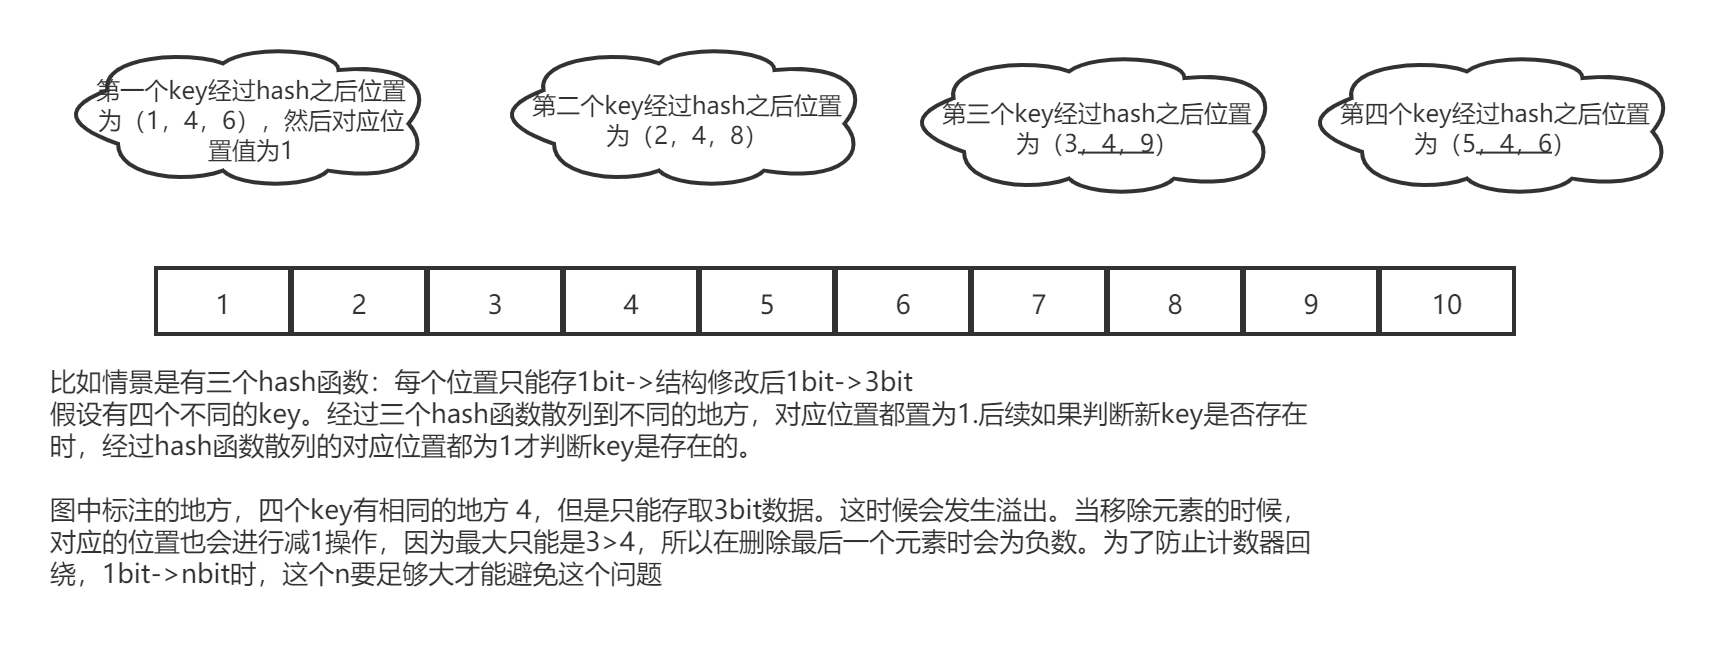 第一个key经过hash之后位置
为（1，4，6），然后对应位
置值为1
第二个key经过hash之后位置
为（2，4，8）
第三个key经过hash之后位置
为（3，4，9）
第四个key经过hash之后位置
为（5，4，6）
1 2 3 4 5 6 7 8 9 10
比如情景是有三个hash函数：每个位置只能存1bit->结构修改后1bit->3bit
假设有四个不同的key。经过三个hash函数散列到不同的地方，对应位置都置为1.后续如果判断新key是否存在
时，经过hash函数散列的对应位置都为1才判断key是存在的。
图中标注的地方，四个key有相同的地方 4，但是只能存取3bit数据。这时候会发生溢出。当移除元素的时候，
对应的位置也会进行减1操作，因为最大只能是3>4，所以在删除最后一个元素时会为负数。为了防止计数器回
绕，1bit->nbit时，这个n要足够大才能避免这个问题